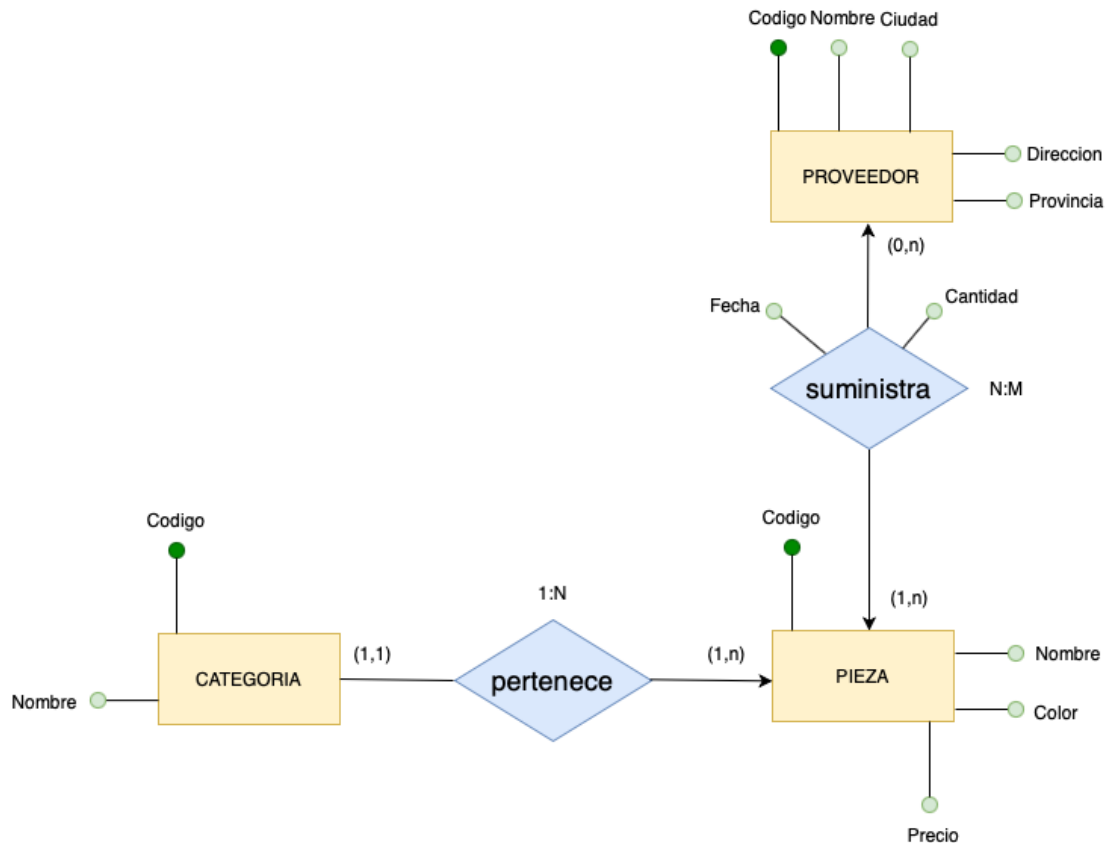 Codigo Nombre Ciudad
PROVEEDOR
Direccion
Provincia
(0,n)
Fecha
Cantidad
suministra
N:M
Codigo
Codigo
1:N
(1,n)
CATEGORIA
(1,1)
pertenece
(1,n)
PIEZA
Nombre
Nombre
Color
Precio